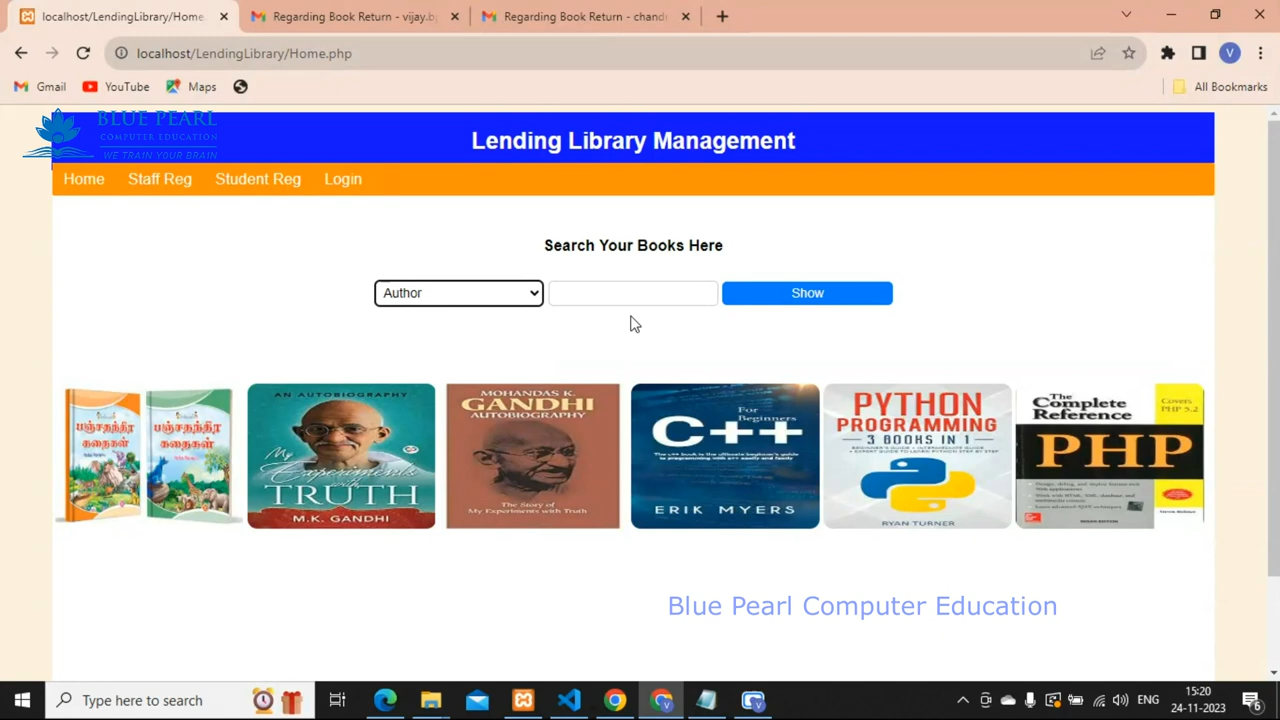 localhost/LendingLibrary/Home.
Regarding Book Return - vijay.b
Regarding Book Return - chand
localhost/LendingLibrary/Home.php
V
Gmail
YouTube
Maps
All Bookmarks
BLUE PEARL
COMPUTER EDUCATION
WE TRAIN YOUR BRAIN
Lending Library Management
Home
Staff Reg
Student Reg
Login
Search Your Books Here
Author
Show
பஞ்சதந்திர
கதைகள்
பஞ்சதந்திர
கதைகள்
AN AUTOBIOGRAPHY
Experiments
with
TRUTH
M.K. GANDHI
MOHANDAS K.
GANDHI
AUTOBIOGRAPHY
The Story of
My Experiments with Truth
For
Beginners
C++
ERIK MYERS
PYTHON
PROGRAMMING
3 BOOKS IN 1
RYAN TURNER
The Complete
Reference
Covers
PHP 5.2
PHP
Blue Pearl Computer Education
Type here to search
ENG
15:20
24-11-2023
6